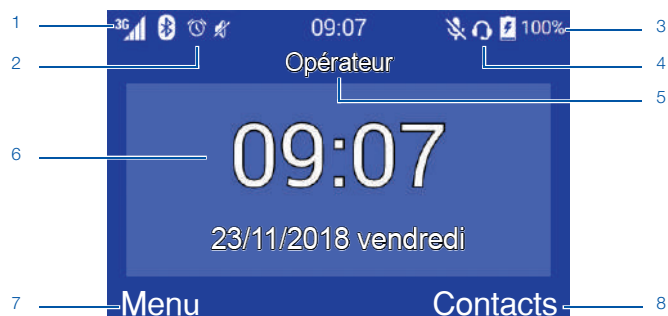 1 3G 09:07 100% 3
2 4
Opérateur
5
6 09:07
23/11/2018 vendredi
7 Menu Contacts 8